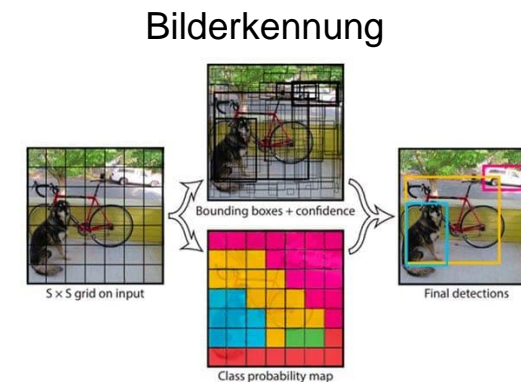 Bilderkennung
S × S grid on input
Bounding boxes + confidence
Class probability map
Final detections